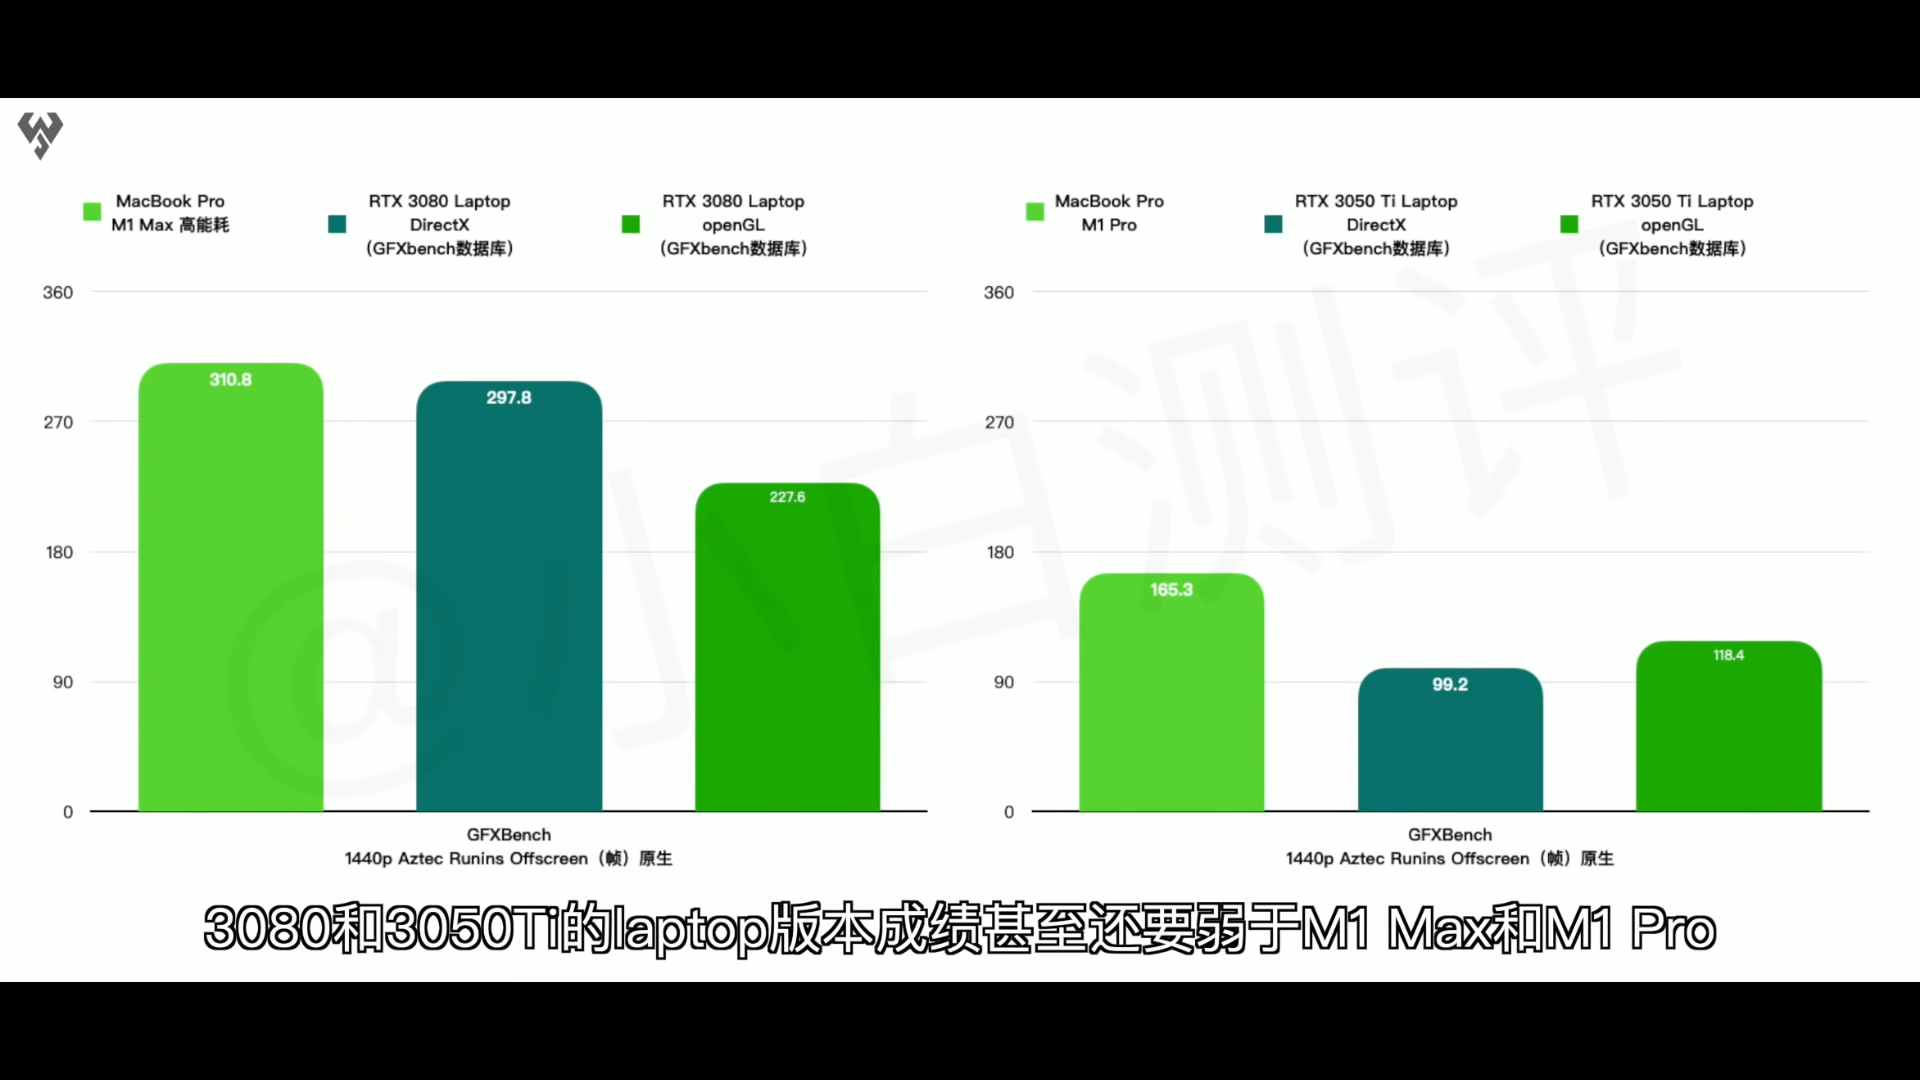 MacBook Pro
M1 Max 高能耗
RTX 3080 Laptop
DirectX
(GFXbench数据库)
RTX 3080 Laptop
openGL
(GFXbench数据库)
360
270
180
90
0
310.8
297.8
227.6
GFXBench
1440p Aztec Runins Offscreen（帧）原生
MacBook Pro
M1 Pro
RTX 3050 Ti Laptop
DirectX
(GFXbench数据库)
RTX 3050 Ti Laptop
openGL
(GFXbench数据库)
360
270
180
90
0
165.3
99.2
118.4
GFXBench
1440p Aztec Runins Offscreen（帧）原生
@小白测评
3080和3050Ti的laptop版本成绩甚至还要弱于M1 Max和M1 Pro